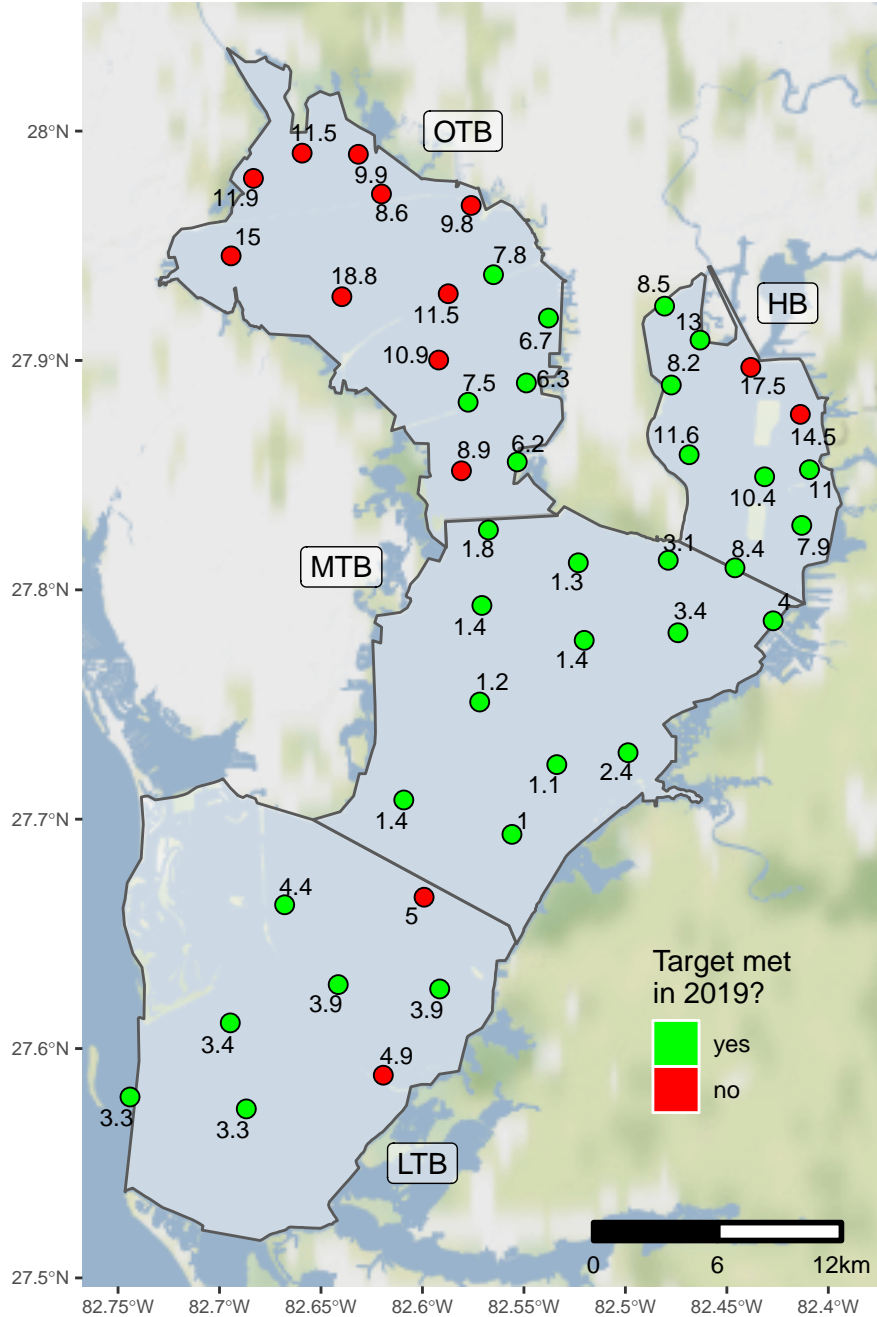 28°N
27.9°N
27.8°N
27.7°N
27.6°N
27.5°N
82.75°W
82.7°W
82.65°W
82.6°W
82.55°W
82.5°W
82.45°W
82.4°W
OTB
11.5
9.9
11.9
8.6
9.8
15
7.8
18.8
11.5
6.7
10.9
6.3
7.5
8.9
6.2
HB
8.5
13
8.2
17.5
14.5
11.6
10.4
11
7.9
8.4
MTB
1.8
1.3
3.1
4
1.4
1.4
3.4
1.2
1.1
2.4
1.4
1
4.4
5
3.9
3.9
3.4
4.9
3.3
3.3
LTB
Target met
in 2019?
yes
no
0
6
12km